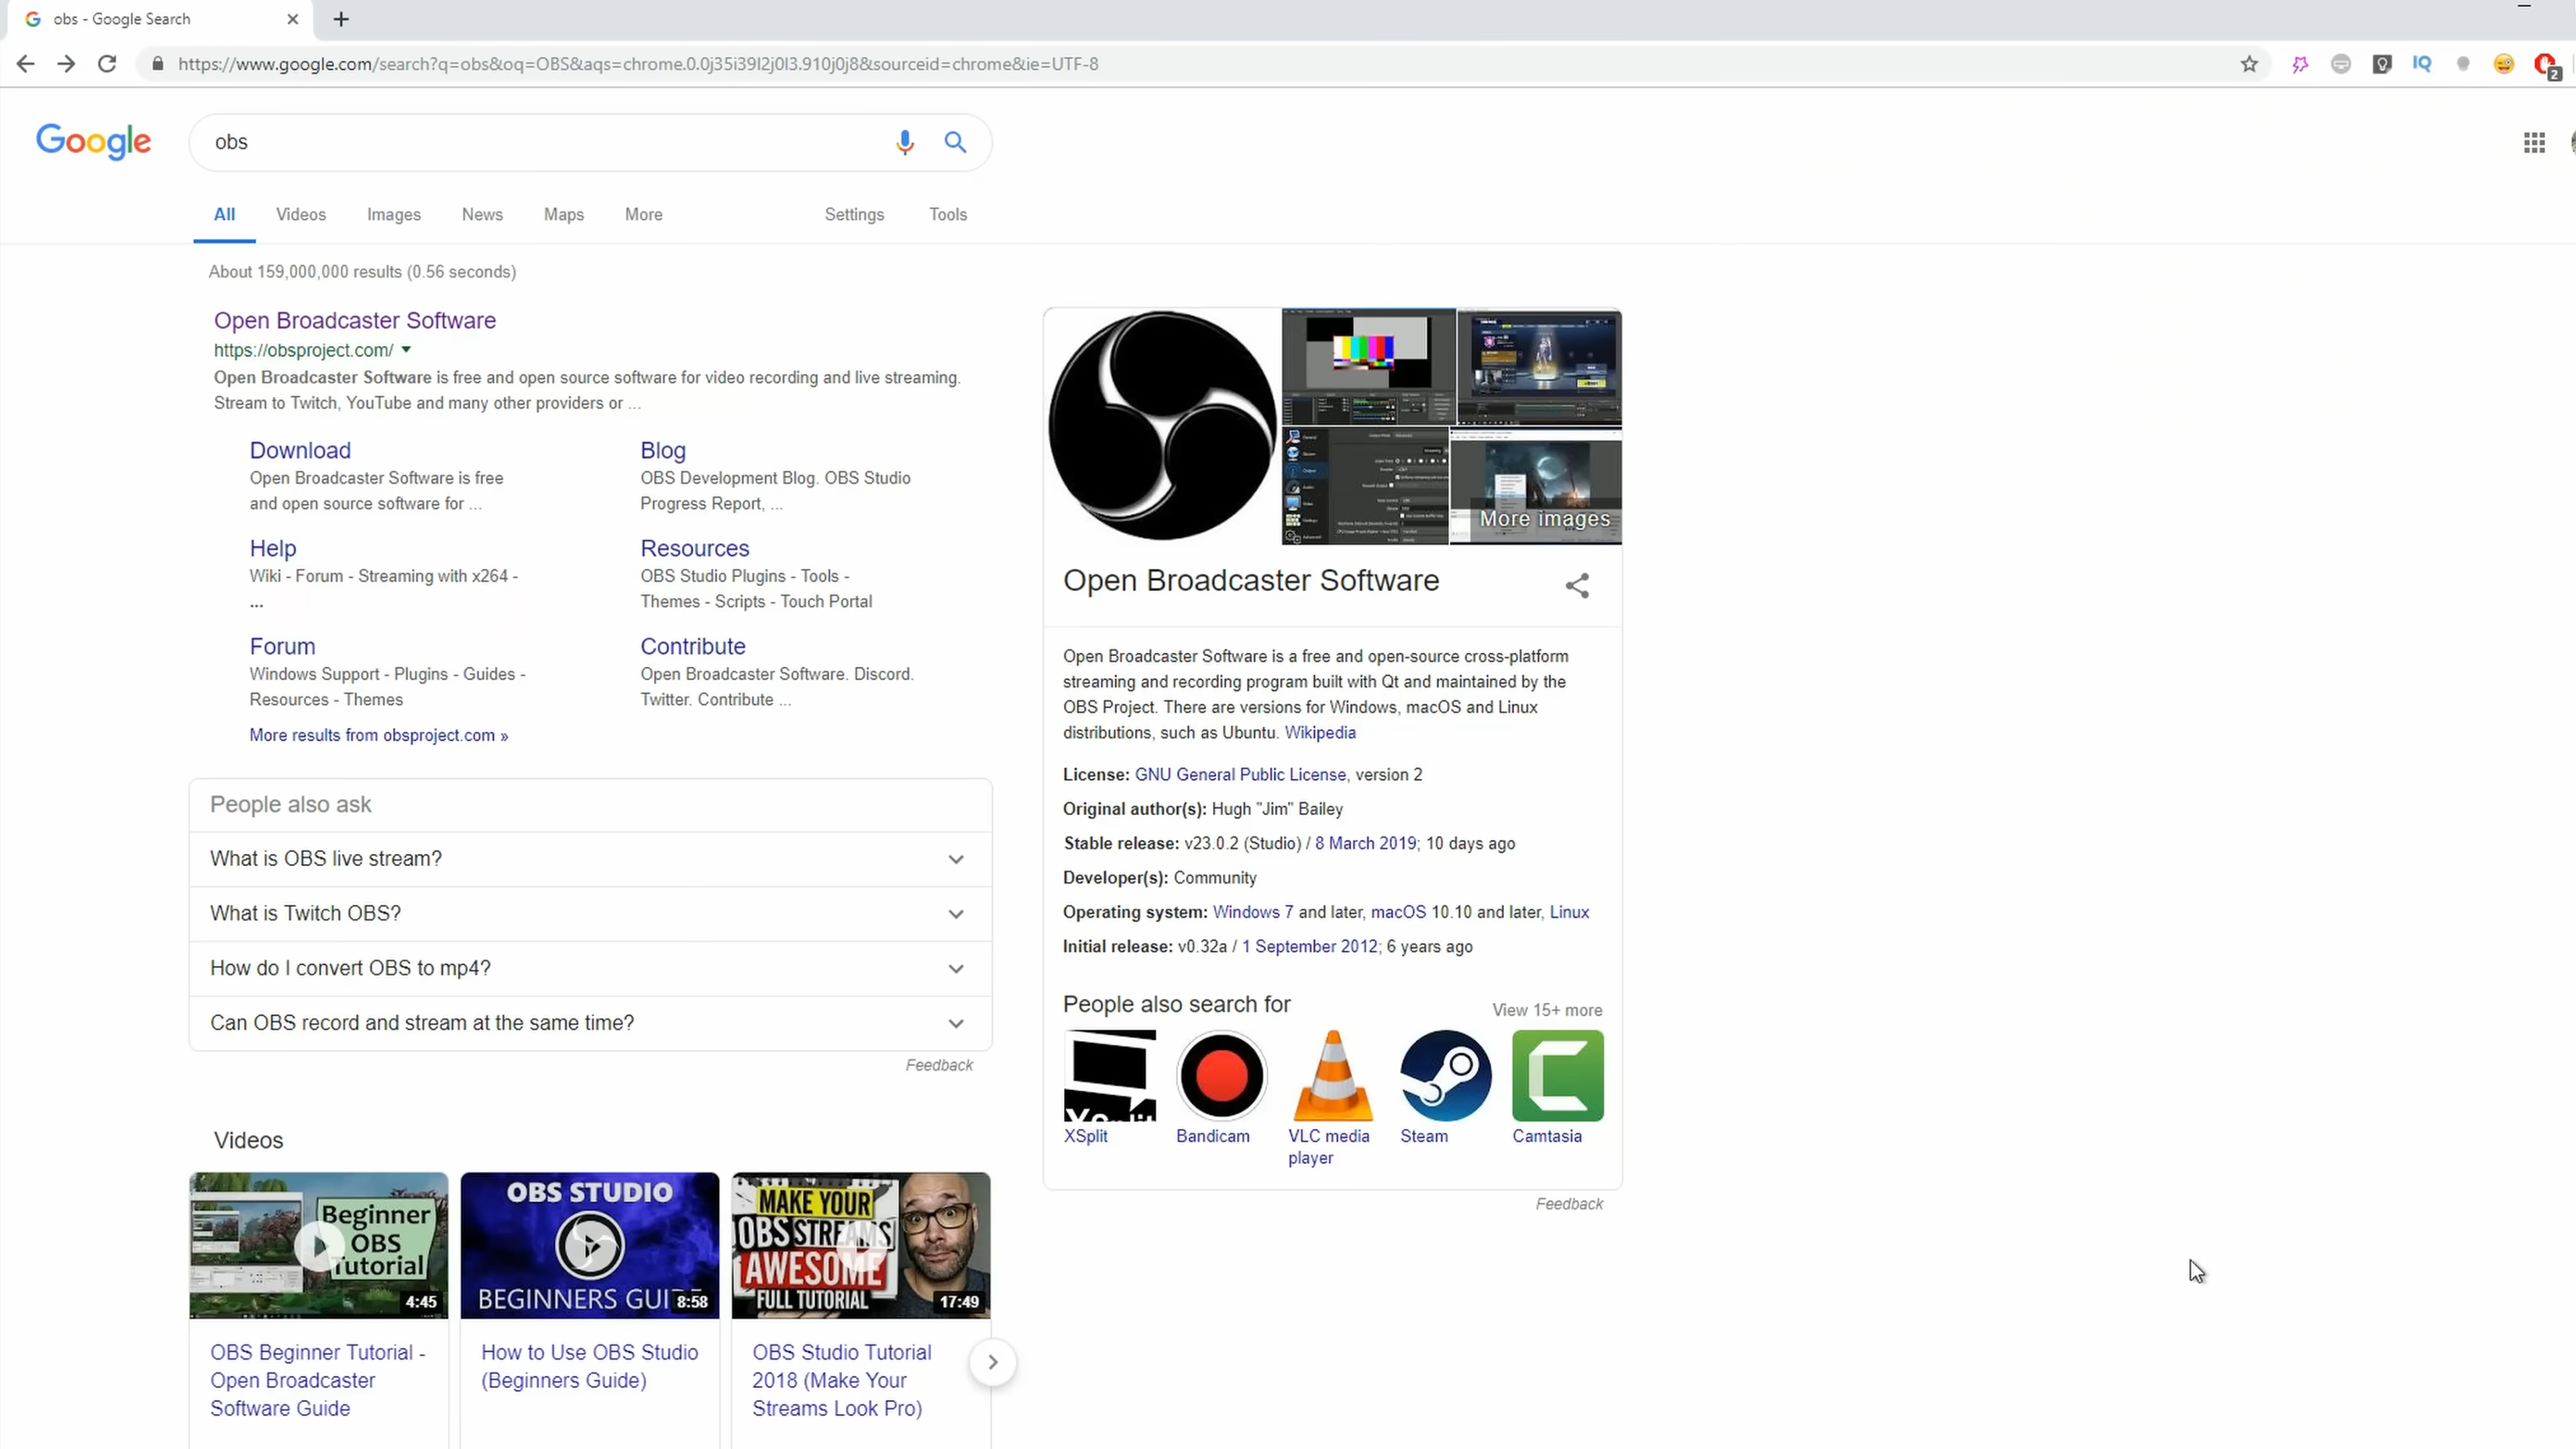 obs - Google Search
https://www.google.com/search?q=obs&oq=OBS&aqs=chrome.0.0j35i39l2j0l3.910j0j8&sourceid=chrome&ie=UTF-8
IQ
2
Google
obs
All Videos Images News Maps More Settings Tools
About 159,000,000 results (0.56 seconds)
Open Broadcaster Software
https://obsproject.com/
Open Broadcaster Software is free and open source software for video recording and live streaming.
Stream to Twitch, YouTube and many other providers or ...
Download
Open Broadcaster Software is free
and open source software for ...
Blog
OBS Development Blog. OBS Studio
Progress Report, ...
Help
Wiki - Forum - Streaming with x264 -
...
Resources
OBS Studio Plugins - Tools -
Themes - Scripts - Touch Portal
Forum
Windows Support - Plugins - Guides -
Resources - Themes
Contribute
Open Broadcaster Software. Discord.
Twitter. Contribute ...
More results from obsproject.com »
People also ask
What is OBS live stream?
What is Twitch OBS?
How do I convert OBS to mp4?
Can OBS record and stream at the same time?
Feedback
Videos
Beginner
OBS
Tutorial
4:45
OBS Beginner Tutorial -
Open Broadcaster
Software Guide
OBS STUDIO
BEGINNERS GUIDE
8:58
How to Use OBS Studio
(Beginners Guide)
MAKE YOUR
OBS STREAMS
AWESOME
FULL TUTORIAL
17:49
OBS Studio Tutorial
2018 (Make Your
Streams Look Pro)
More images
Open Broadcaster Software
Open Broadcaster Software is a free and open-source cross-platform
streaming and recording program built with Qt and maintained by the
OBS Project. There are versions for Windows, macOS and Linux
distributions, such as Ubuntu. Wikipedia
License: GNU General Public License, version 2
Original author(s): Hugh "Jim" Bailey
Stable release: v23.0.2 (Studio) / 8 March 2019; 10 days ago
Developer(s): Community
Operating system: Windows 7 and later, macOS 10.10 and later, Linux
Initial release: v0.32a / 1 September 2012; 6 years ago
People also search for
View 15+ more
XSplit
Bandicam
VLC media
player
Steam
Camtasia
Feedback